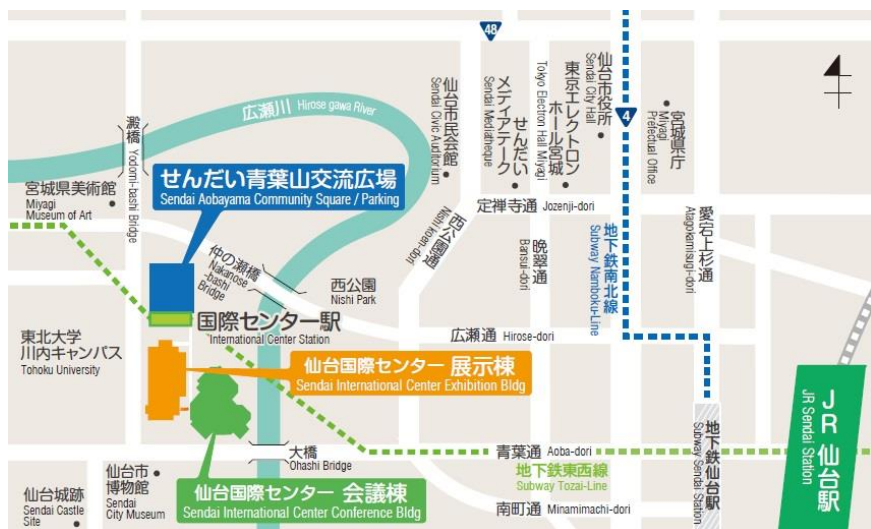 48
広瀬川 Hirose gawa River
澱橋
Yodomi-bashi Bridge
仙台市民会館
Sendai Civic Auditorium
せんだい
メディアテーク
Sendai Mediatheque
東京エレクトロン
ホール宮城
Tokyo Electron Hall Miyagi
仙台市役所
Sendai City Hall
4
宮城県庁
Miyagi
Prefectual Office
宮城県美術館
Miyagi
Museum of Art
せんだい青葉山交流広場
Sendai Aobayama Community Square / Parking
定禅寺通 Jozenji-dori
西公園通
Nishi koen-dori
晩翠通
Bansui-dori
地下鉄南北線
Subway Namboku-Line
愛宕上杉通
Atagokamisugi-dori
仲の瀬橋
Nakanose
-bashi
Bridge
西公園
Nishi Park
国際センター駅
International Center Station
広瀬通 Hirose-dori
東北大学
川内キャンパス
Tohoku University
仙台国際センター 展示棟
Sendai International Center Exhibition Bldg
大橋
Ohashi Bridge
青葉通 Aoba-dori
地下鉄東西線
Subway Tozai-Line
地下鉄仙台駅
Subway Sendai Station
JR 仙台駅
JR Sendai Station
仙台市
博物館
Sendai
City Museum
仙台城跡
Sendai Castle
Site
仙台国際センター 会議棟
Sendai International Center Conference Bldg
南町通 Minamimachi-dori